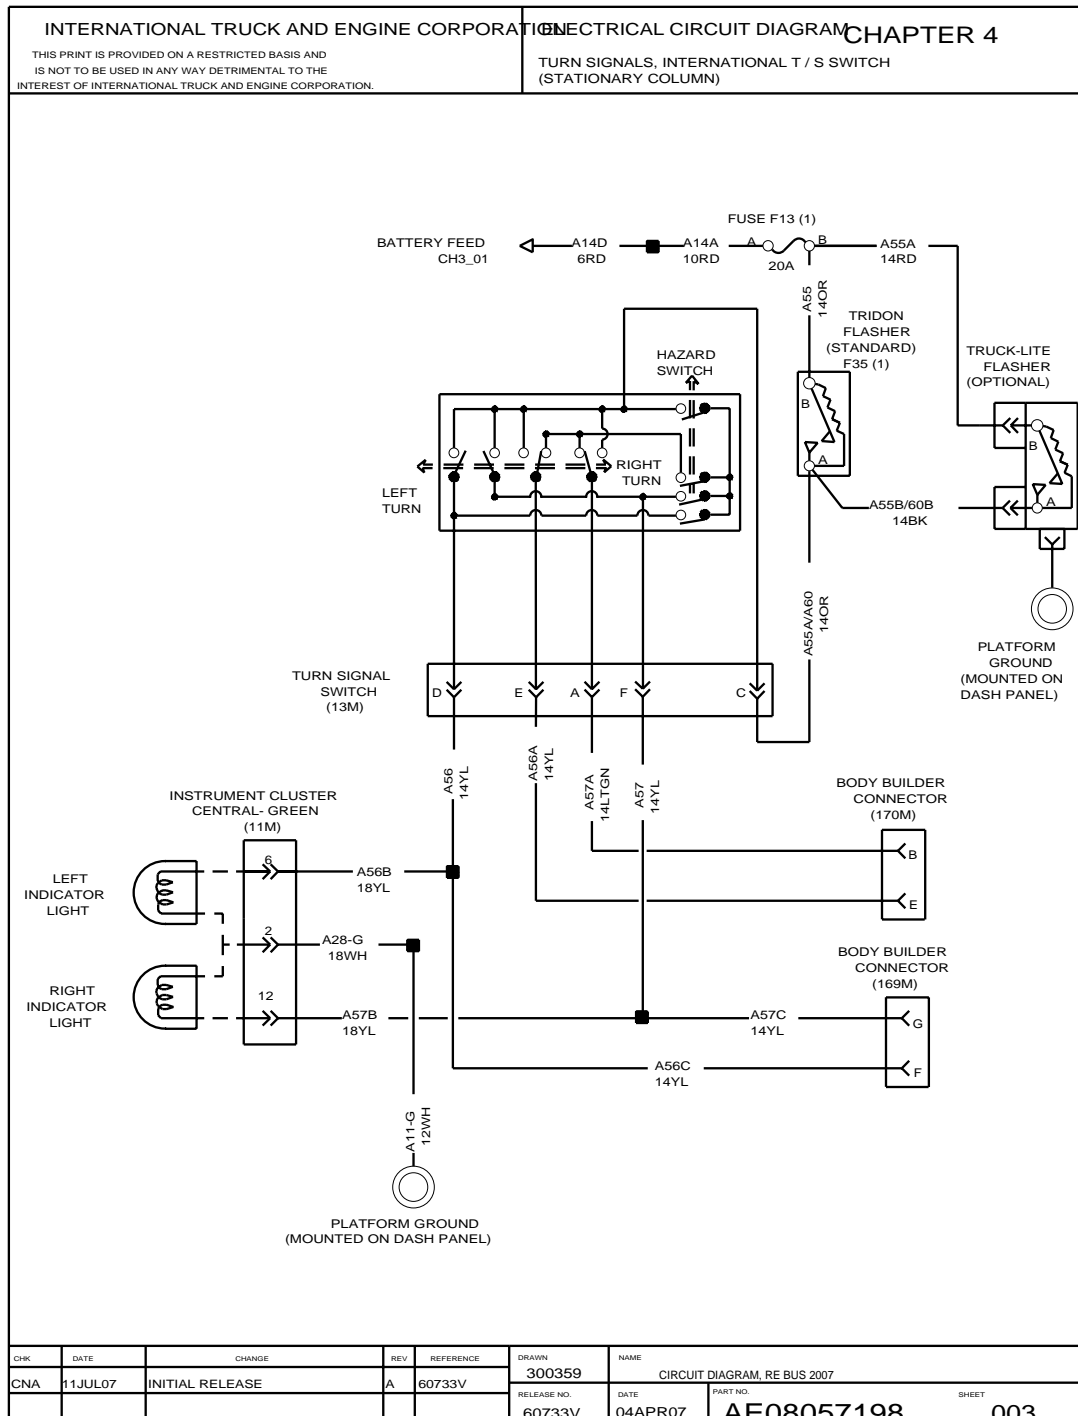 INTERNATIONAL TRUCK AND ENGINE CORPORATION
THIS PRINT IS PROVIDED ON A RESTRICTED BASIS AND
IS NOT TO BE USED IN ANY WAY DETRIMENTAL TO THE
INTEREST OF INTERNATIONAL TRUCK AND ENGINE CORPORATION.
ELECTRICAL CIRCUIT DIAGRAM
CHAPTER 4
TURN SIGNALS, INTERNATIONAL T / S SWITCH
(STATIONARY COLUMN)
FUSE F13 (1)
BATTERY FEED
CH3_01
A14D
6RD
A14A
10RD
A
B
20A
A55A
14RD
A55
14OR
TRIDON
FLASHER
(STANDARD)
F35 (1)
B
A
TRUCK-LITE
FLASHER
(OPTIONAL)
B
A
HAZARD
SWITCH
LEFT
TURN
RIGHT
TURN
A55B/60B
14BK
A55A/A60
14OR
PLATFORM
GROUND
(MOUNTED ON
DASH PANEL)
TURN SIGNAL
SWITCH
(13M)
D
E
A
F
C
A56
14YL
A56A
14YL
A57A
14LTGN
A57
14YL
INSTRUMENT CLUSTER
CENTRAL- GREEN
(11M)
BODY BUILDER
CONNECTOR
(170M)
B
E
LEFT
INDICATOR
LIGHT
6
A56B
18YL
2
A28-G
18WH
RIGHT
INDICATOR
LIGHT
12
A57B
18YL
BODY BUILDER
CONNECTOR
(169M)
A57C
14YL
G
A56C
14YL
F
A11-G
12WH
PLATFORM GROUND
(MOUNTED ON DASH PANEL)
CHK DATE CHANGE REV REFERENCE
CNA 11JUL07 INITIAL RELEASE A 60733V
DRAWN
300359
NAME
CIRCUIT DIAGRAM, RE BUS 2007
RELEASE NO.
60733V
DATE
04APR07
PART NO.
AE08057198
SHEET
003